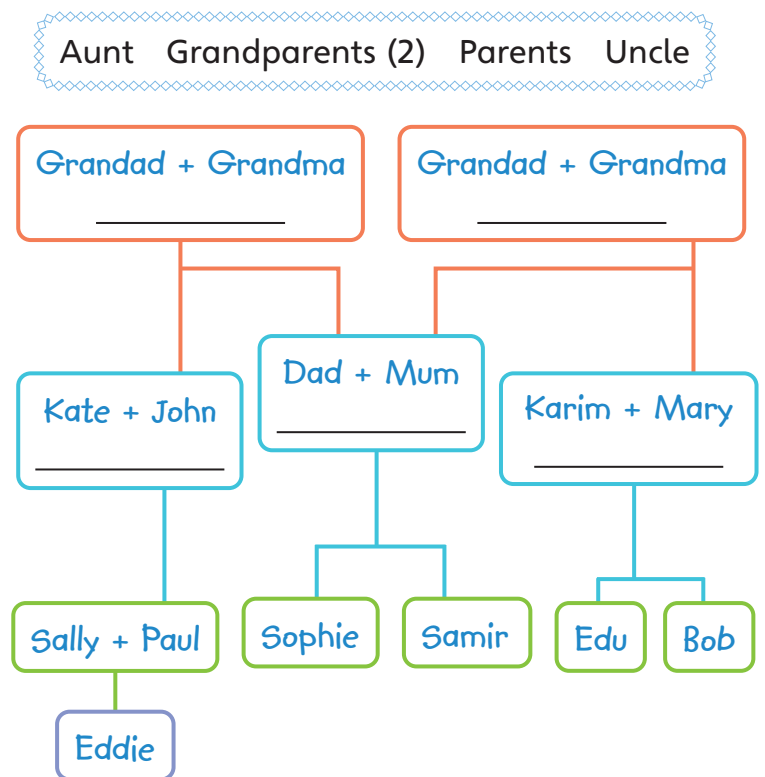 Aunt Grandparents (2) Parents Uncle
Grandad + Grandma
Grandad + Grandma
Dad + Mum
Kate + John
Karim + Mary
Sally + Paul
Sophie
Samir
Edu
Bob
Eddie